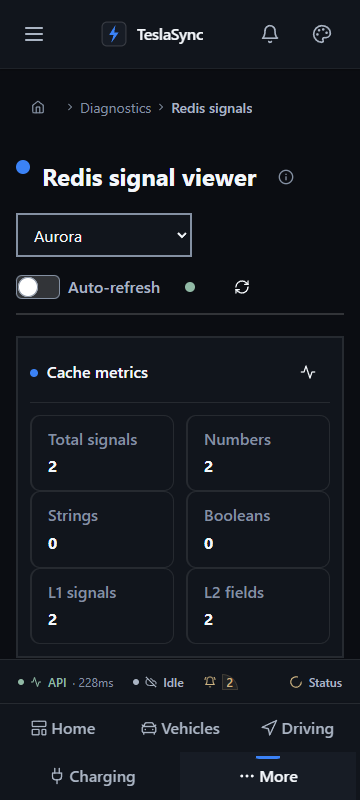 TeslaSync
Diagnostics Redis signals
Redis signal viewer
Aurora
Auto-refresh
Cache metrics
Total signals Numbers
2 2
Strings Booleans
0 0
L1 signals L2 fields
2 2
API · 228ms Idle 2 Status
Home Vehicles Driving
Charging More